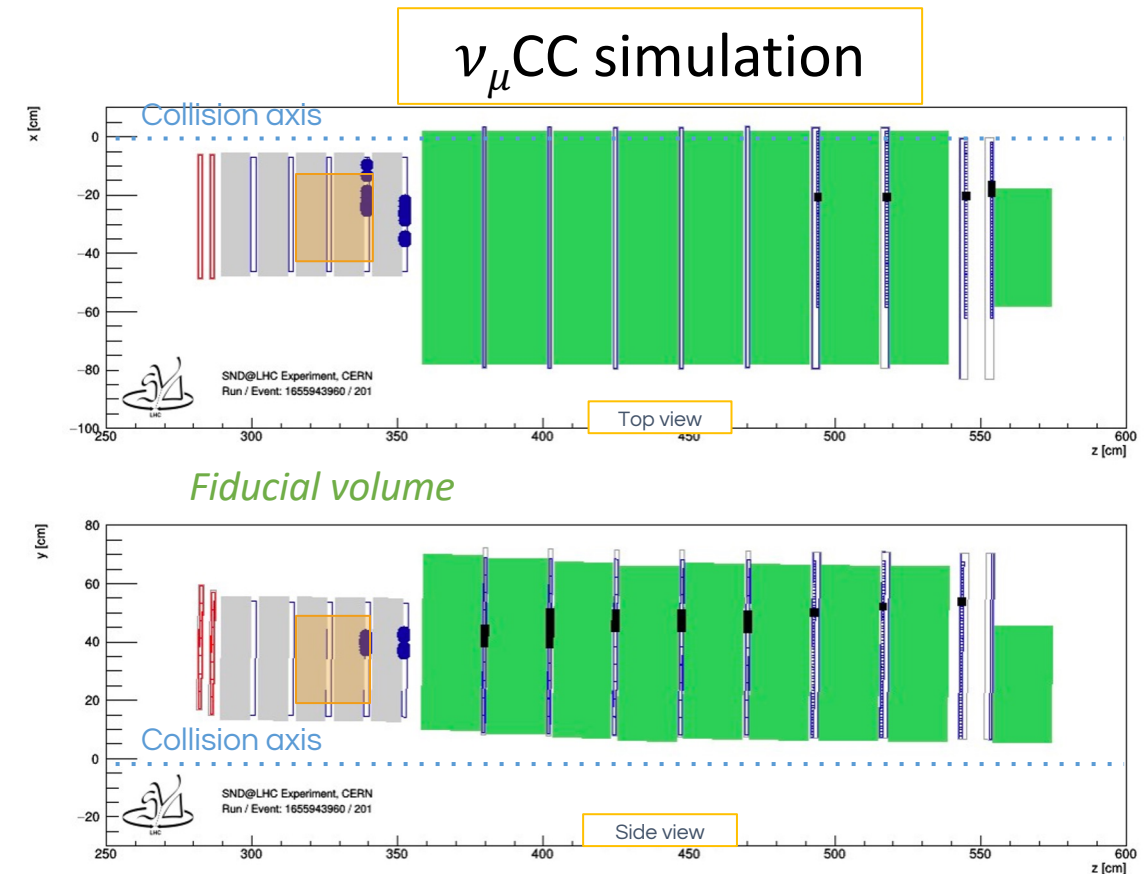 νμCC simulation
x [cm]
Collision axis
0
−20
−40
−60
−80
−100
SND@LHC Experiment, CERN
Run / Event: 1655943960 / 201
LHC
Top view
250
300
350
400
450
500
550
600
z [cm]
Fiducial volume
y [cm]
80
60
40
20
0
−20
Collision axis
SND@LHC Experiment, CERN
Run / Event: 1655943960 / 201
LHC
Side view
250
300
350
400
450
500
550
600
z [cm]